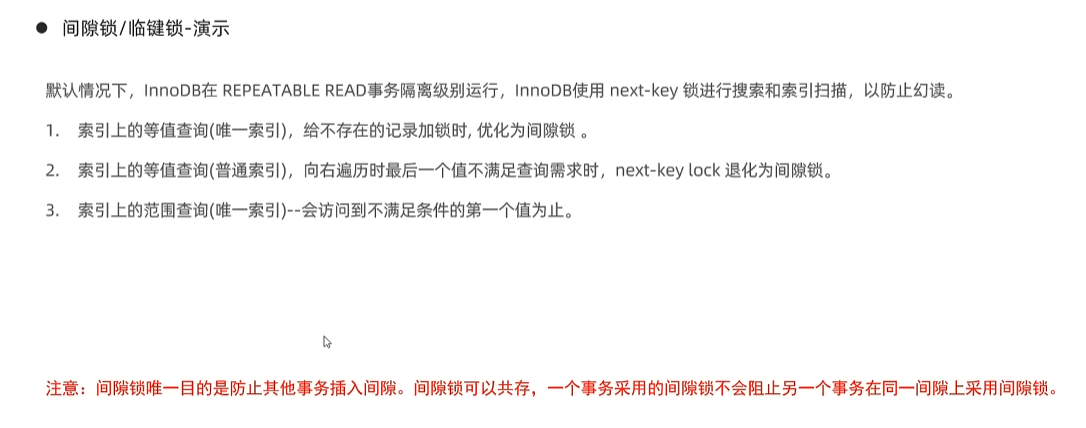 ● 间隙锁/临键锁-演示
默认情况下，InnoDB在 REPEATABLE READ事务隔离级别运行，InnoDB使用 next-key 锁进行搜索和索引扫描，以防止幻读。
1. 索引上的等值查询(唯一索引)，给不存在的记录加锁时, 优化为间隙锁 。
2. 索引上的等值查询(普通索引)，向右遍历时最后一个值不满足查询需求时，next-key lock 退化为间隙锁。
3. 索引上的范围查询(唯一索引)--会访问到不满足条件的第一个值为止。
注意：间隙锁唯一目的是防止其他事务插入间隙。间隙锁可以共存，一个事务采用的间隙锁不会阻止另一个事务在同一间隙上采用间隙锁。